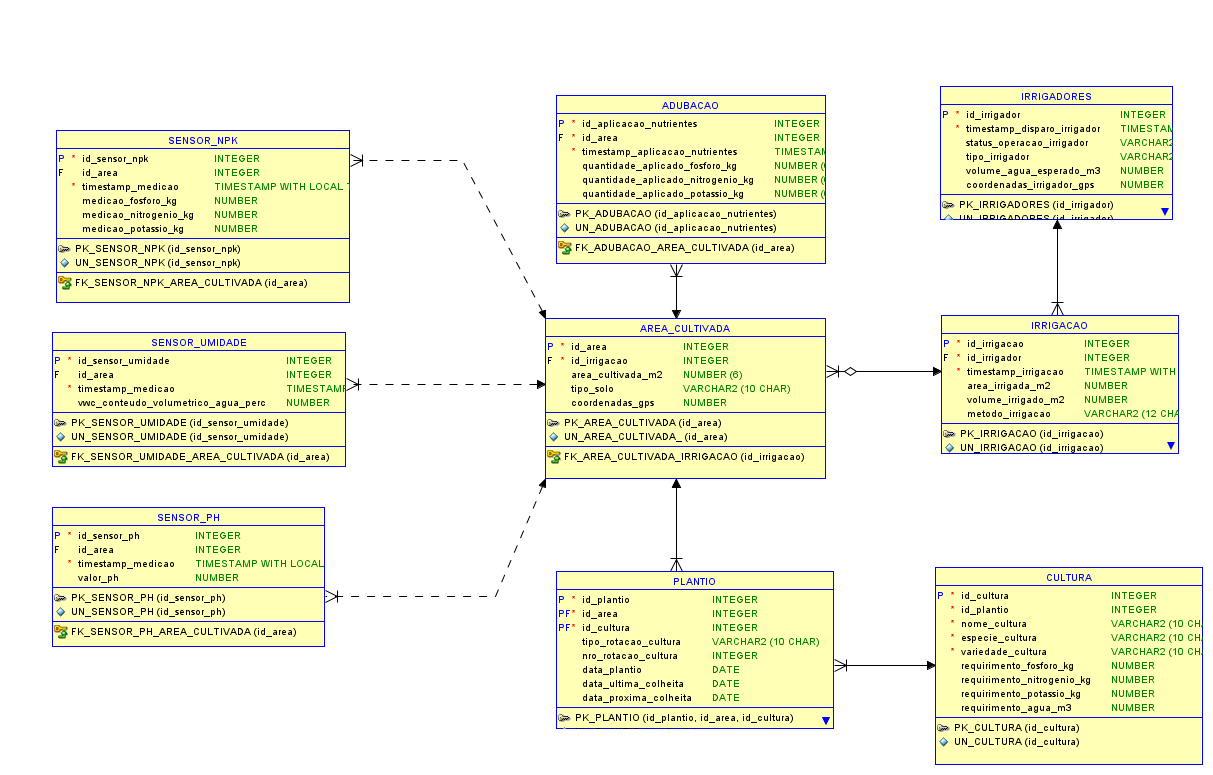 SENSOR_NPK
P * id_sensor_npk INTEGER
F id_area INTEGER
* timestamp_medicao TIMESTAMP WITH LOCAL
medicao_fosforo_kg NUMBER
medicao_nitrogenio_kg NUMBER
medicao_potassio_kg NUMBER
PK_SENSOR_NPK (id_sensor_npk)
UN_SENSOR_NPK (id_sensor_npk)
FK_SENSOR_NPK_AREA_CULTIVADA (id_area)
SENSOR_UMIDADE
P * id_sensor_umidade INTEGER
F id_area INTEGER
* timestamp_medicao TIMESTAMP
vwc_conteudo_volumetrico_agua_perc NUMBER
PK_SENSOR_UMIDADE (id_sensor_umidade)
UN_SENSOR_UMIDADE (id_sensor_umidade)
FK_SENSOR_UMIDADE_AREA_CULTIVADA (id_area)
SENSOR_PH
P * id_sensor_ph INTEGER
F id_area INTEGER
* timestamp_medicao TIMESTAMP WITH LOCAL
valor_ph NUMBER
PK_SENSOR_PH (id_sensor_ph)
UN_SENSOR_PH (id_sensor_ph)
FK_SENSOR_PH_AREA_CULTIVADA (id_area)
ADUBACAO
P * id_aplicacao_nutrientes INTEGER
F * id_area INTEGER
* timestamp_aplicacao_nutrientes TIMESTAM
quantidade_aplicado_fosforo_kg NUMBER (
quantidade_aplicado_nitrogenio_kg NUMBER (
quantidade_aplicado_potassio_kg NUMBER (
PK_ADUBACAO (id_aplicacao_nutrientes)
UN_ADUBACAO (id_aplicacao_nutrientes)
FK_ADUBACAO_AREA_CULTIVADA (id_area)
AREA_CULTIVADA
P * id_area INTEGER
F * id_irrigacao INTEGER
area_cultivada_m2 NUMBER (6)
tipo_solo VARCHAR2 (10 CHAR)
coordenadas_gps NUMBER
PK_AREA_CULTIVADA (id_area)
UN_AREA_CULTIVADA_ (id_area)
FK_AREA_CULTIVADA_IRRIGACAO (id_irrigacao)
PLANTIO
P * id_plantio INTEGER
PF* id_area INTEGER
PF* id_cultura INTEGER
tipo_rotacao_cultura VARCHAR2 (10 CHAR)
nro_rotacao_cultura INTEGER
data_plantio DATE
data_ultima_colheita DATE
data_proxima_colheita DATE
PK_PLANTIO (id_plantio, id_area, id_cultura)
IRRIGADORES
P * id_irrigador INTEGER
* timestamp_disparo_irrigador TIMESTAM
status_operacao_irrigador VARCHAR2
tipo_irrigador VARCHAR2
volume_agua_esperado_m3 NUMBER
coordenadas_irrigador_gps NUMBER
PK_IRRIGADORES (id_irrigador)
UN_IRRIGADORES (id_irrigador)
IRRIGACAO
P * id_irrigacao INTEGER
F * id_irrigador INTEGER
* timestamp_irrigacao TIMESTAMP WITH
area_irrigada_m2 NUMBER
volume_irrigado_m2 NUMBER
metodo_irrigacao VARCHAR2 (12 CHA
PK_IRRIGACAO (id_irrigacao)
UN_IRRIGACAO (id_irrigacao)
CULTURA
P * id_cultura INTEGER
* id_plantio INTEGER
* nome_cultura VARCHAR2 (10 CH
* especie_cultura VARCHAR2 (10 CH
* variedade_cultura VARCHAR2 (10 CH
requirimento_fosforo_kg NUMBER
requirimento_nitrogenio_kg NUMBER
requirimento_potassio_kg NUMBER
requirimento_agua_m3 NUMBER
PK_CULTURA (id_cultura)
UN_CULTURA (id_cultura)